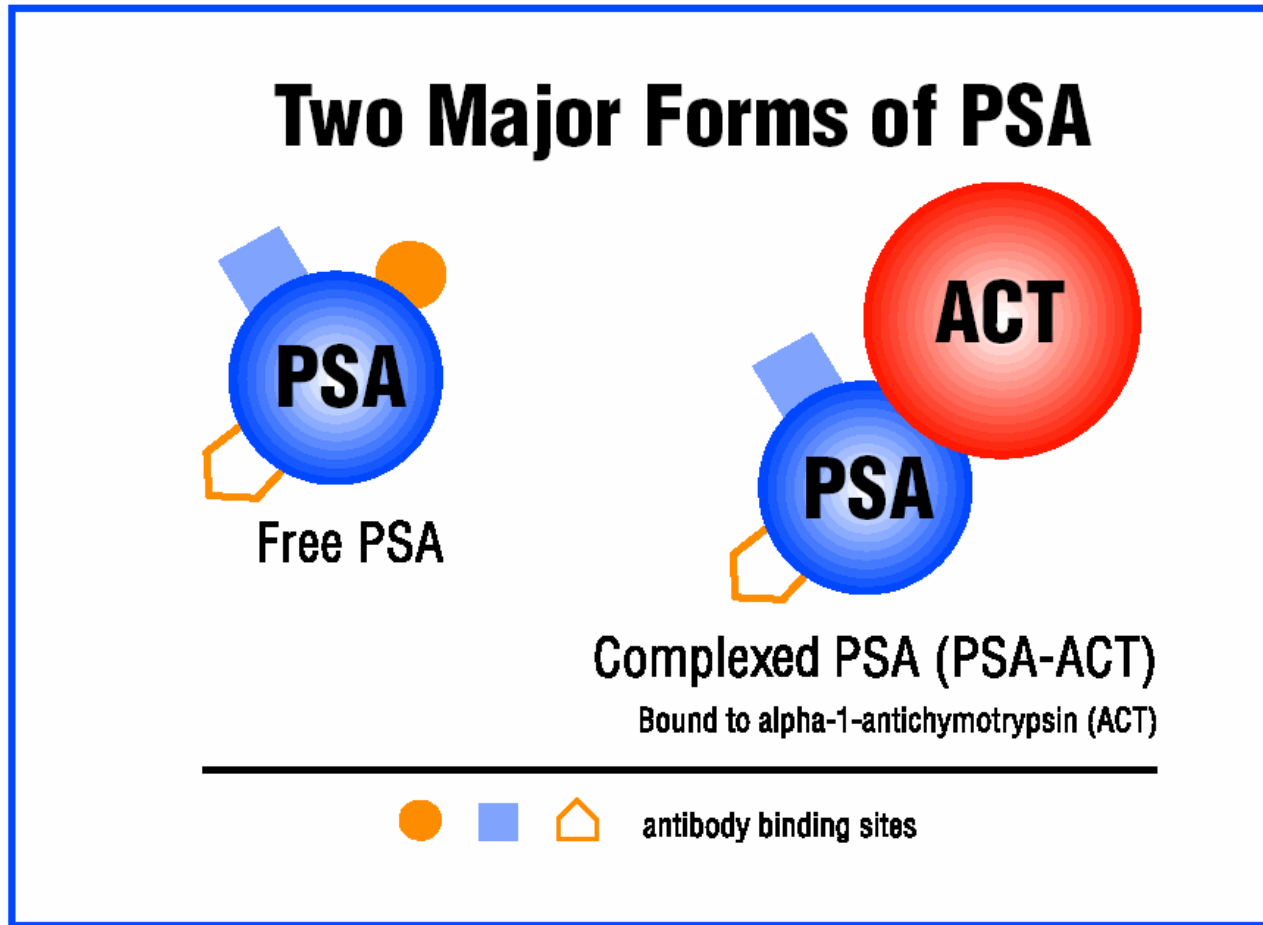 Two Major Forms of PSA
ACT
PSA
PSA
Free PSA
Complexed PSA (PSA-ACT)
Bound to alpha-1-antichymotrypsin (ACT)
antibody binding sites